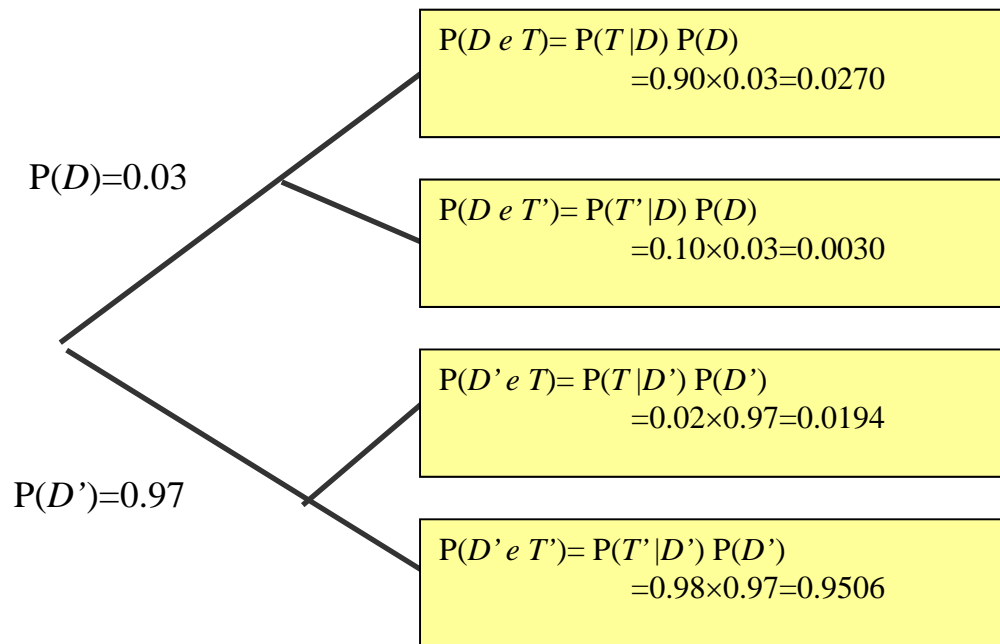 P(D e T)= P(T |D) P(D)
=0.90×0.03=0.0270
P(D)=0.03
P(D e T’)= P(T’ |D) P(D)
=0.10×0.03=0.0030
P(D’ e T)= P(T |D’) P(D’)
=0.02×0.97=0.0194
P(D’)=0.97
P(D’ e T’)= P(T’ |D’) P(D’)
=0.98×0.97=0.9506